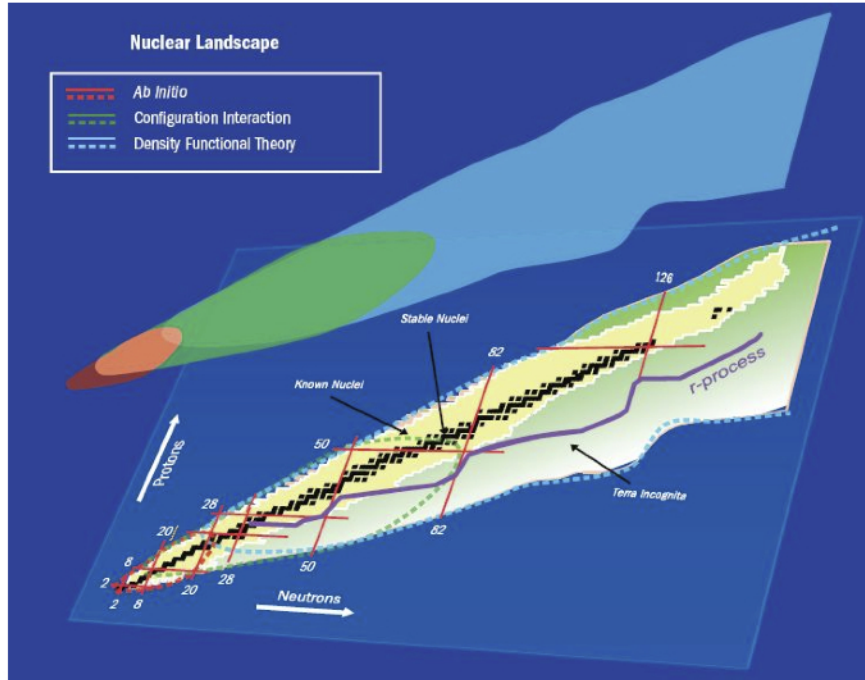 Nuclear Landscape
Ab Initio
Configuration Interaction
Density Functional Theory
126
Stable Nuclei
82
Known Nuclei
r-process
Protons
50
28
Terra Incognita
20
82
8
50
2
28
20
2
8
Neutrons